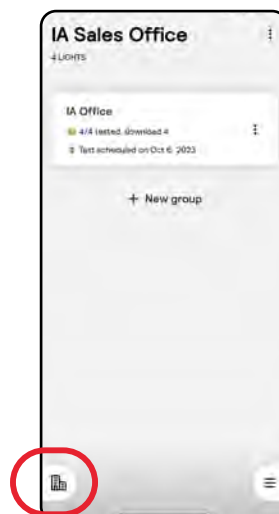 IA Sales Office
4 LIGHTS
IA Office
4/4 tested, download 4
Test scheduled on Oct 6, 2023
+ New group